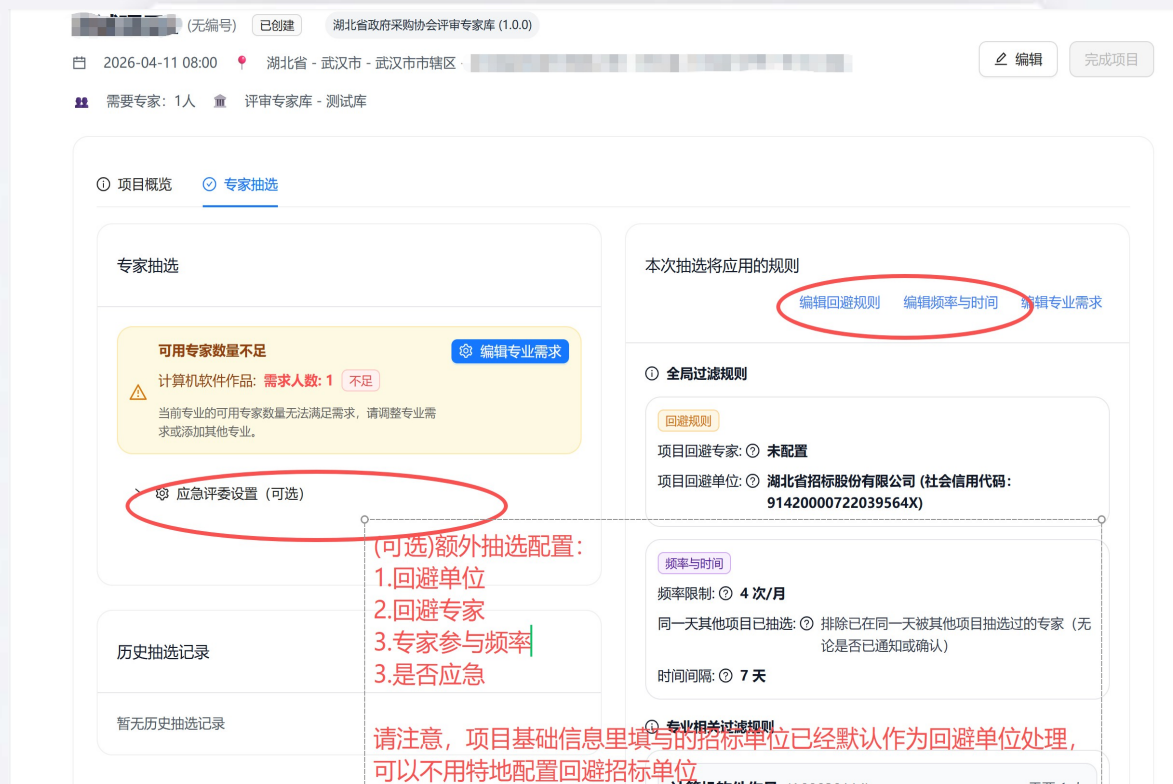 (无编号) 已创建 湖北省政府采购协会评审专家库 (1.0.0)
2026-04-11 08:00 湖北省 - 武汉市 - 武汉市市辖区 ·
编辑 完成项目
需要专家：1人 评审专家库 - 测试库
项目概览 专家抽选
专家抽选
可用专家数量不足 编辑专业需求
计算机软件作品: 需求人数: 1 不足
当前专业的可用专家数量无法满足需求，请调整专业需
求或添加其他专业。
应急评委设置（可选）
历史抽选记录
暂无历史抽选记录
本次抽选将应用的规则
编辑回避规则 编辑频率与时间 编辑专业需求
全局过滤规则
回避规则
项目回避专家: 未配置
项目回避单位: 湖北省招标股份有限公司 (社会信用代码：
91420000722039564X)
频率与时间
频率限制: 4 次/月
同一天其他项目已抽选: 排除已在同一天被其他项目抽选过的专家（无
论是否已通知或确认）
时间间隔: 7 天
专业相关过滤规则
(可选)额外抽选配置：
1.回避单位
2.回避专家
3.专家参与频率
3.是否应急
请注意，项目基础信息里填写的招标单位已经默认作为回避单位处理，
可以不用特地配置回避招标单位